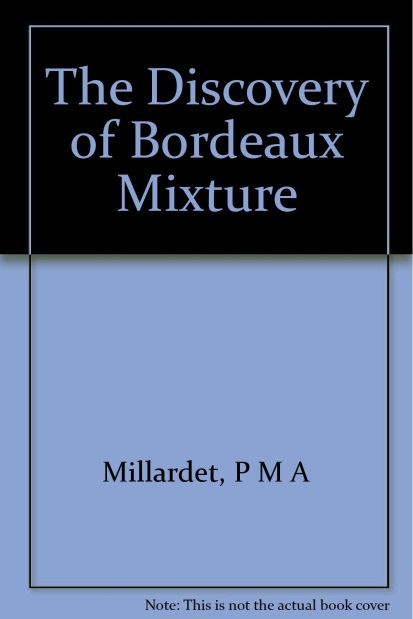 The Discovery
of Bordeaux
Mixture
Millardet, P M A
Note: This is not the actual book cover